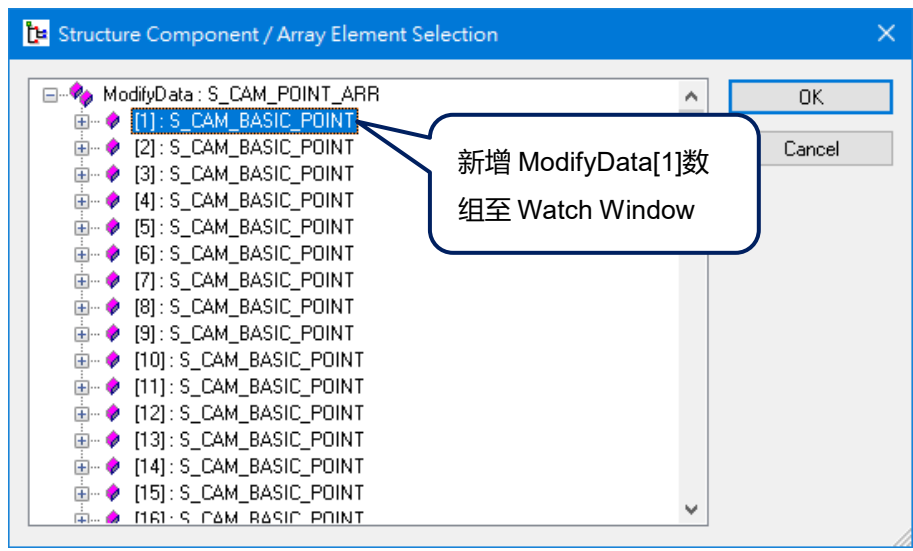 Structure Component / Array Element Selection
ModifyData : S_CAM_POINT_ARR
[1] : S_CAM_BASIC_POINT
[2] : S_CAM_BASIC_POINT
[3] : S_CAM_BASIC_POINT
[4] : S_CAM_BASIC_POINT
[5] : S_CAM_BASIC_POINT
[6] : S_CAM_BASIC_POINT
[7] : S_CAM_BASIC_POINT
[8] : S_CAM_BASIC_POINT
[9] : S_CAM_BASIC_POINT
[10] : S_CAM_BASIC_POINT
[11] : S_CAM_BASIC_POINT
[12] : S_CAM_BASIC_POINT
[13] : S_CAM_BASIC_POINT
[14] : S_CAM_BASIC_POINT
[15] : S_CAM_BASIC_POINT
[16] : S_CAM_BASIC_POINT
新增 ModifyData[1]数
组至 Watch Window
OK
Cancel